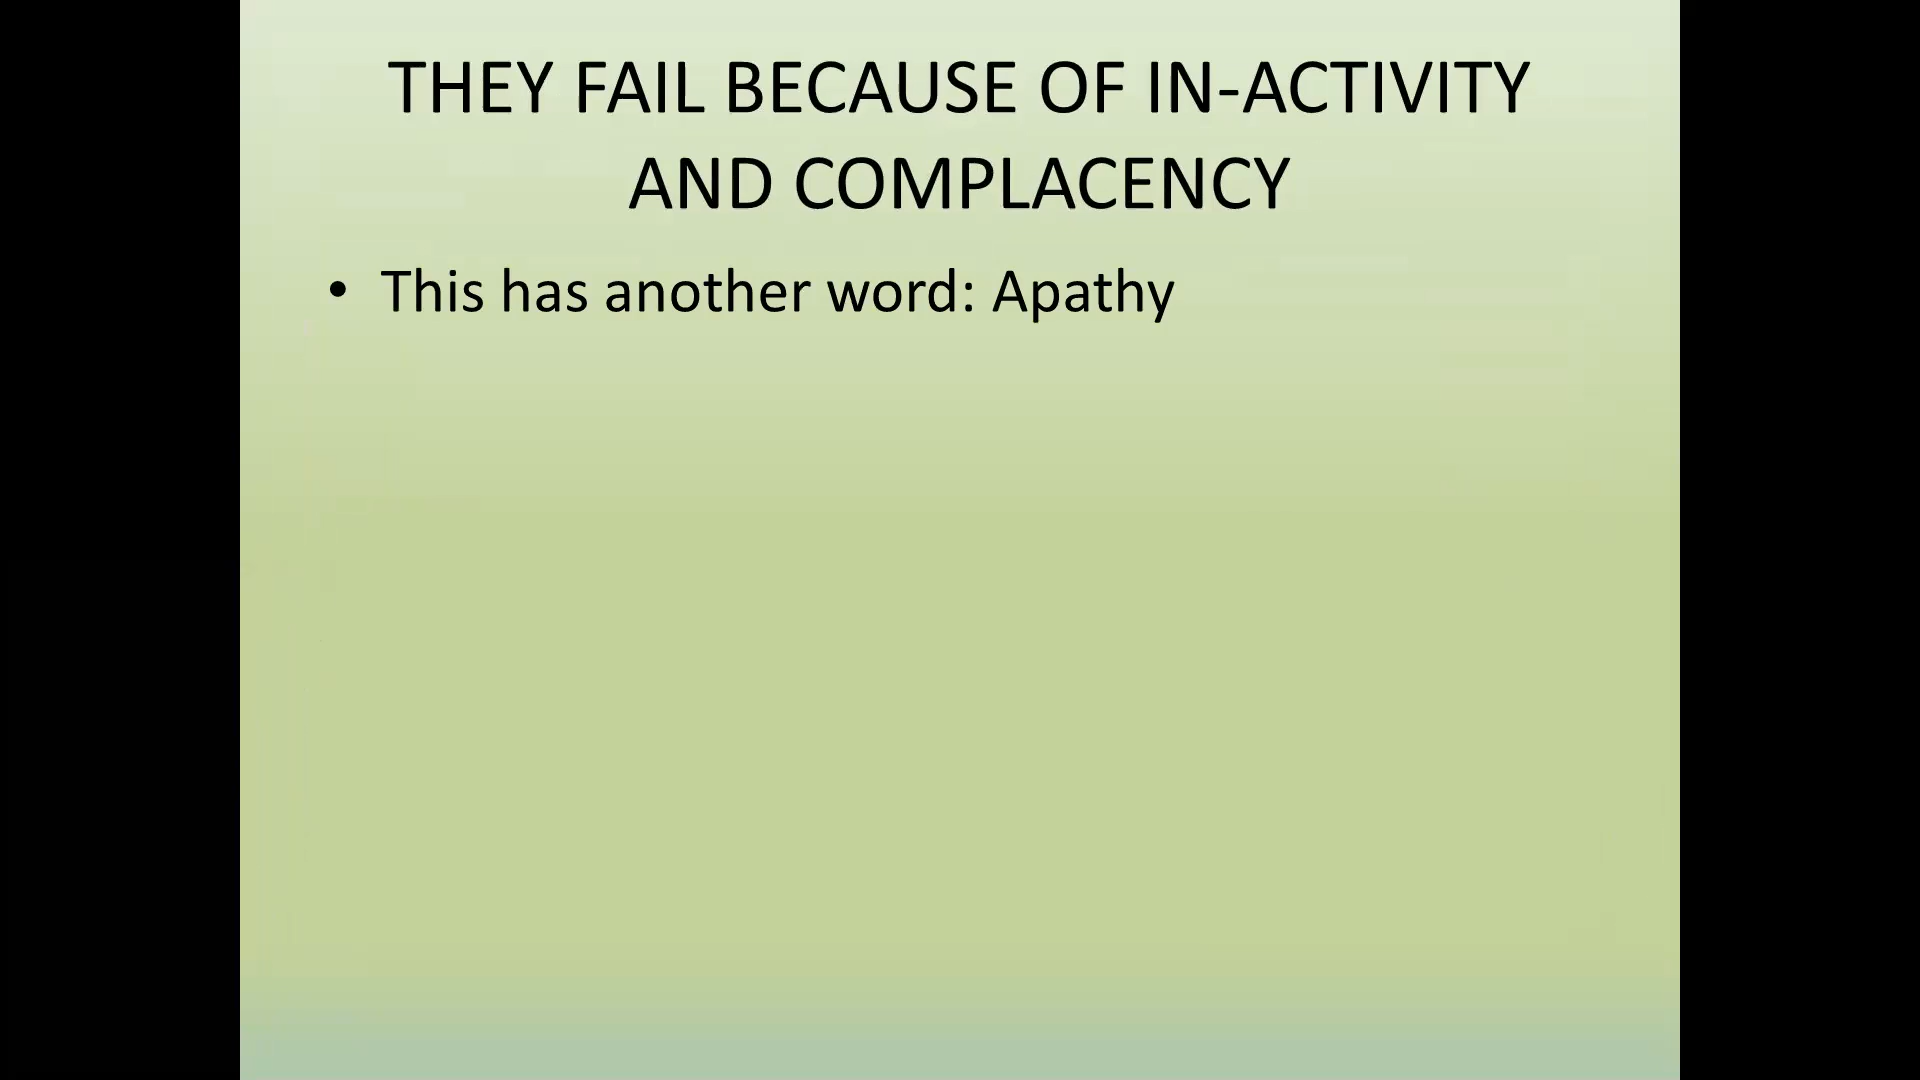 THEY FAIL BECAUSE OF IN-ACTIVITY
AND COMPLACENCY
• This has another word: Apathy